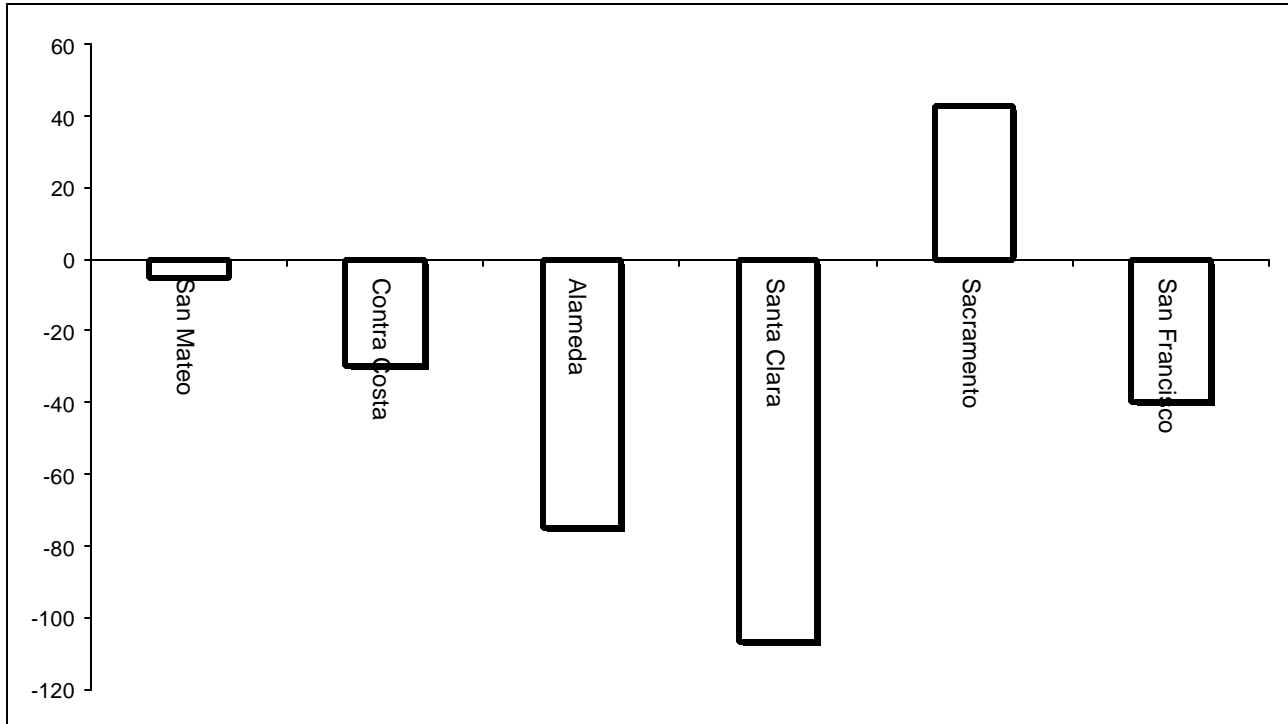 60
40
20
0
-20
-40
-60
-80
-100
-120
San Mateo
Contra Costa
Alameda
Santa Clara
Sacramento
San Francisco